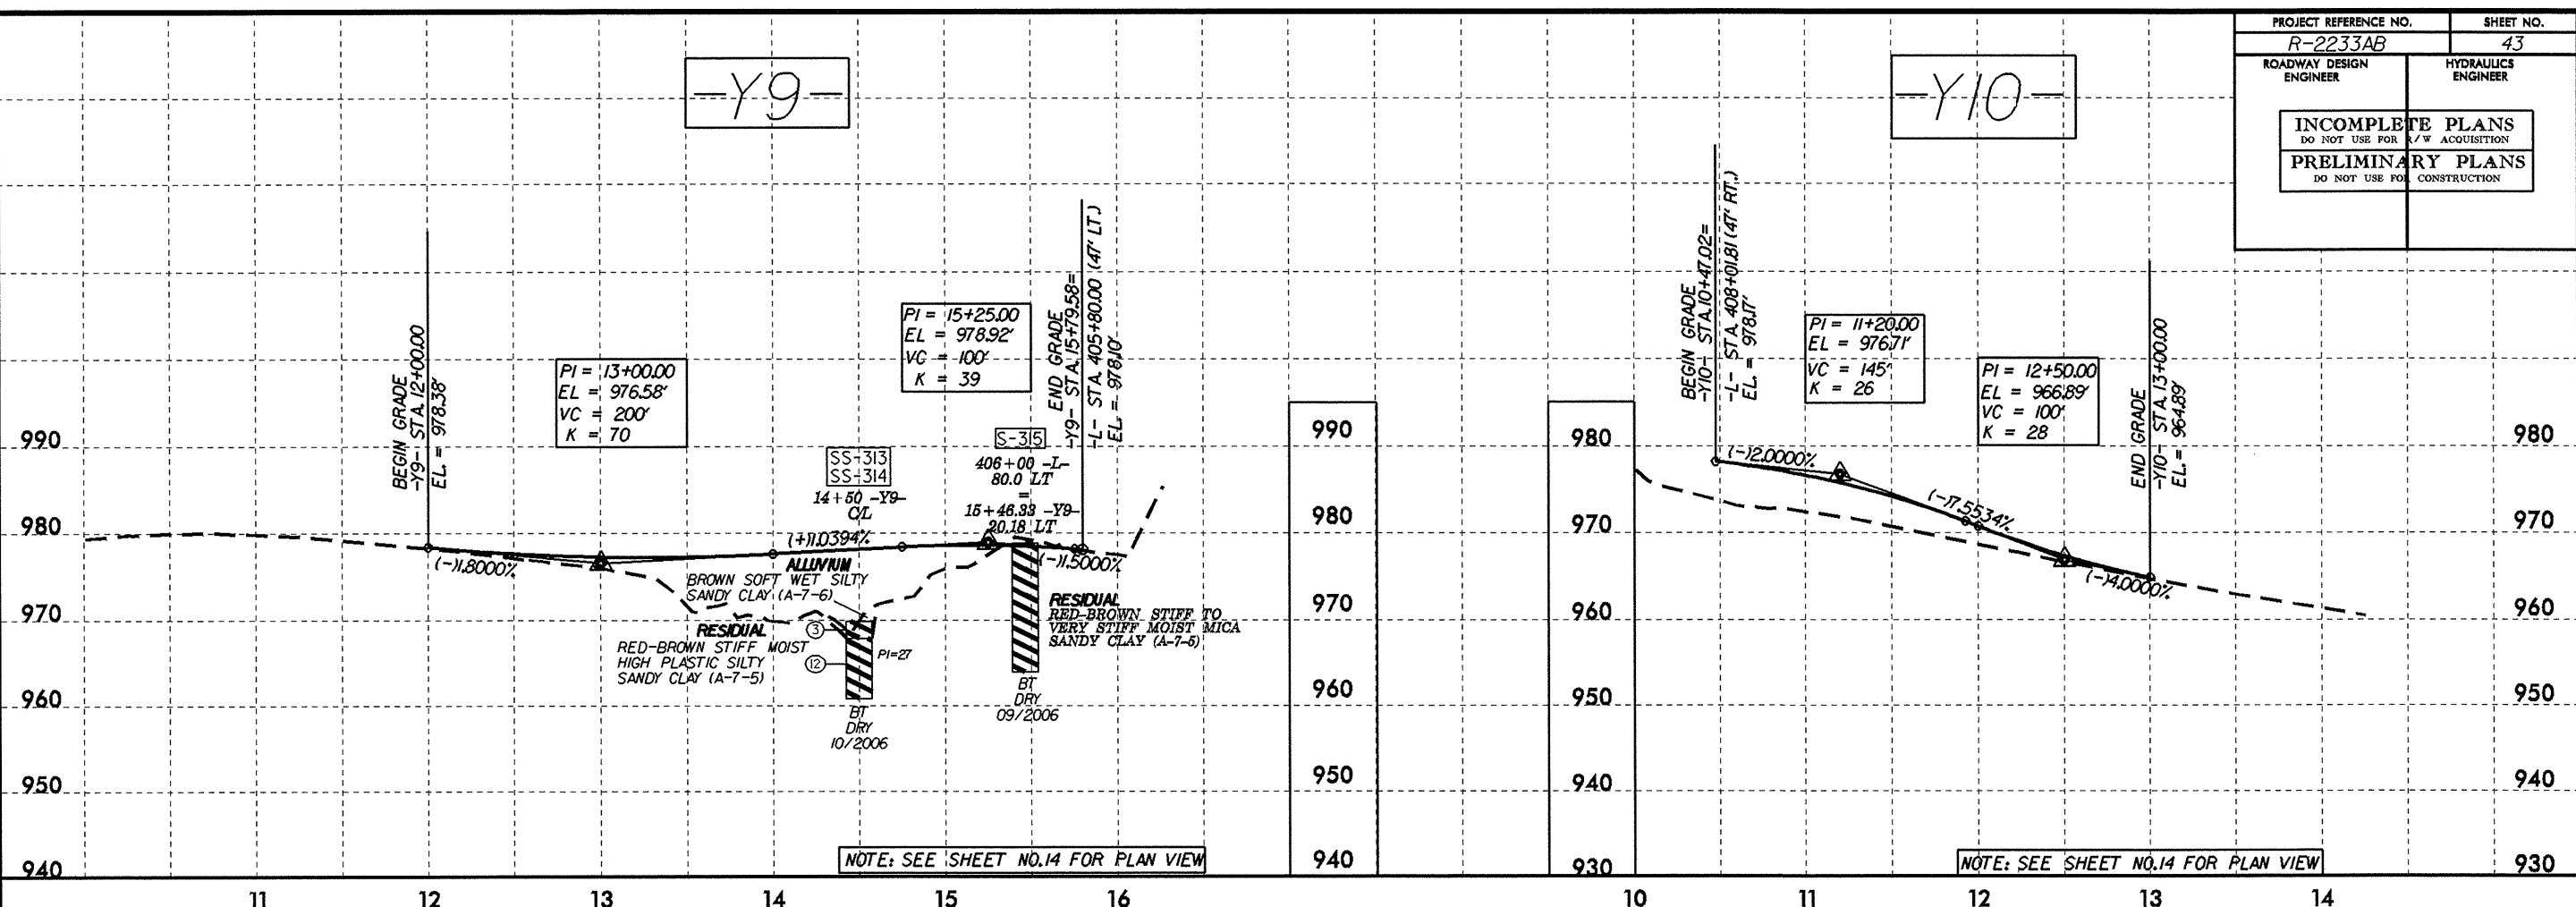 PROJECT REFERENCE NO.
SHEET NO.
R-2233AB
43
ROADWAY DESIGN
ENGINEER
HYDRAULICS
ENGINEER
INCOMPLETE PLANS
DO NOT USE FOR R/W ACQUISITION
PRELIMINARY PLANS
DO NOT USE FOR CONSTRUCTION
-Y9-
BEGIN GRADE
-Y9- STA. 12+00.00
EL. = 978.38'
PI = 13+00.00
EL = 976.58'
VC = 200'
K = 70
PI = 15+25.00
EL = 978.92'
VC = 100'
K = 39
END GRADE
-Y9- STA. 15+79.58=
-L- STA. 405+80.00 (47' LT.)
EL. = 978.10'
SS-313
SS-314
14+50 -Y9-
C/L
S-315
406+00 -L-
80.0 LT
=
15+46.33 -Y9-
20.18 LT
(-)1.8000%
(+)1.0394%
(-)1.5000%
ALLUVIUM
BROWN SOFT WET SILTY
SANDY CLAY (A-7-6)
RESIDUAL
RED-BROWN STIFF MOIST
HIGH PLASTIC SILTY
SANDY CLAY (A-7-5)
3
12
PI=27
BT
DRY
10/2006
RESIDUAL
RED-BROWN STIFF TO
VERY STIFF MOIST MICA
SANDY CLAY (A-7-5)
BT
DRY
09/2006
990
980
970
960
950
940
990
980
970
960
950
940
NOTE: SEE SHEET NO.14 FOR PLAN VIEW
11
12
13
14
15
16
-Y10-
BEGIN GRADE
-Y10- STA. 10+47.02=
-L- STA. 408+01.81 (47' RT.)
EL. = 978.17'
PI = 11+20.00
EL = 976.71'
VC = 145'
K = 26
PI = 12+50.00
EL = 966.89'
VC = 100'
K = 28
END GRADE
-Y10- STA. 13+00.00
EL. = 964.89'
(-)2.0000%
(-)7.5534%
(-)4.0000%
980
970
960
950
940
930
980
970
960
950
940
930
NOTE: SEE SHEET NO.14 FOR PLAN VIEW
10
11
12
13
14